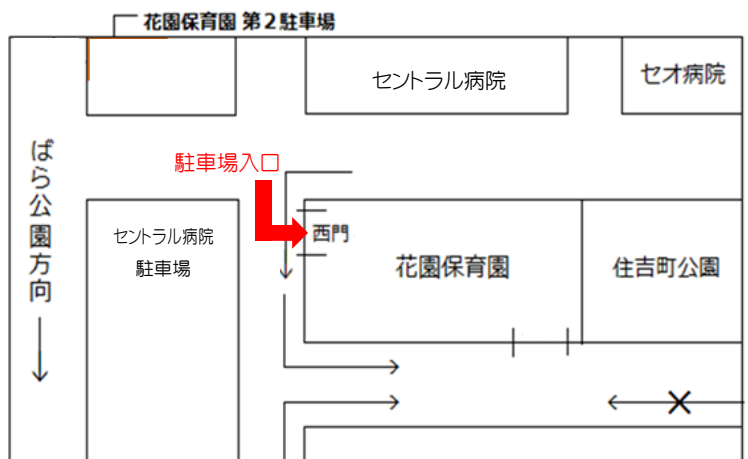 花園保育園 第2駐車場
セントラル病院
セオ病院
ばら公園方向
駐車場入口
西門
セントラル病院
駐車場
花園保育園
住吉町公園